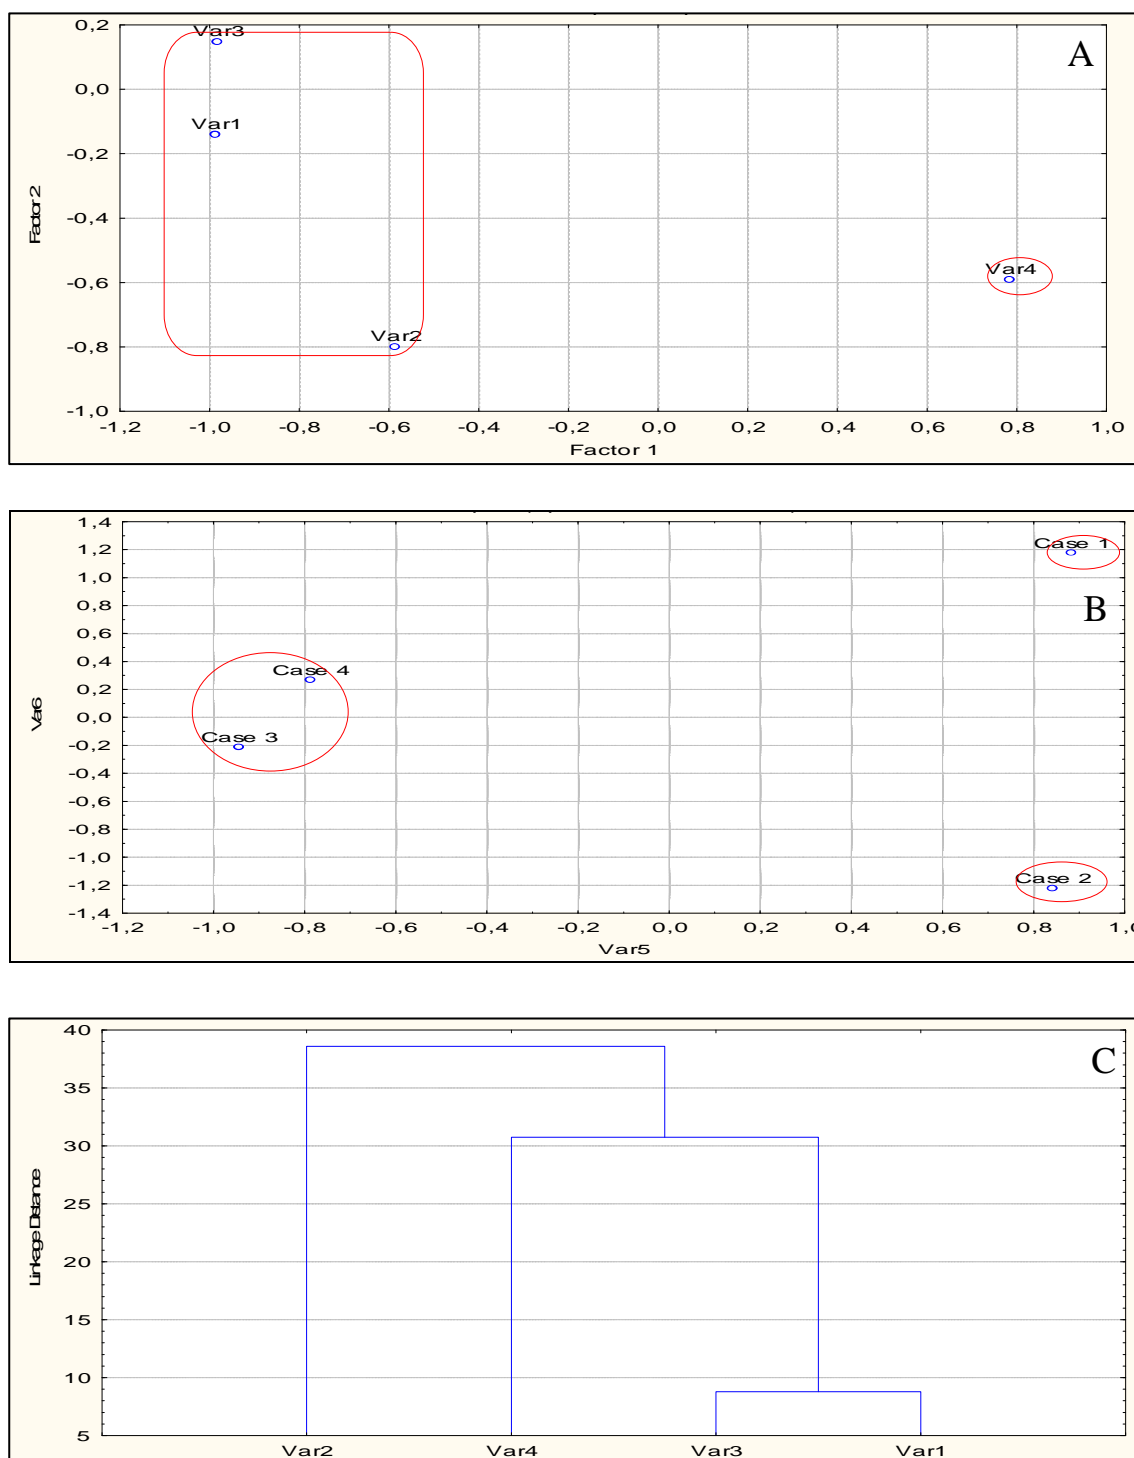 0,2
Var3
A
0,0
Var1
-0,2
Factor 2
-0,4
Var4
-0,6
Var2
-0,8
-1,0
-1,2 -1,0 -0,8 -0,6 -0,4 -0,2 0,0 0,2 0,4 0,6 0,8 1,0
Factor 1
1,4
Case 1
1,2
1,0
B
0,8
0,6
0,4
Case 4
0,2
Var6
0,0
Case 3
-0,2
-0,4
-0,6
-0,8
-1,0
Case 2
-1,2
-1,4
-1,2 -1,0 -0,8 -0,6 -0,4 -0,2 0,0 0,2 0,4 0,6 0,8 1,0
Var5
40
C
35
30
25
Linkage Distance
20
15
10
5
Var2 Var4 Var3 Var1